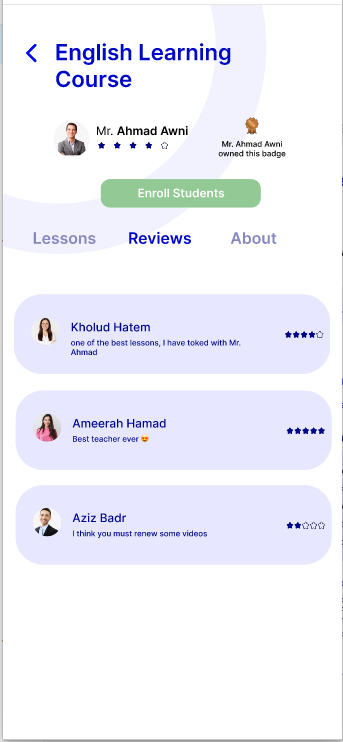 English Learning
Course
Mr. Ahmad Awni
Mr. Ahmad Awni
owned this badge
Enroll Students
Lessons Reviews About
Kholud Hatem
one of the best lessons, I have toked with Mr.
Ahmad
Ameerah Hamad
Best teacher ever 😍
Aziz Badr
I think you must renew some videos